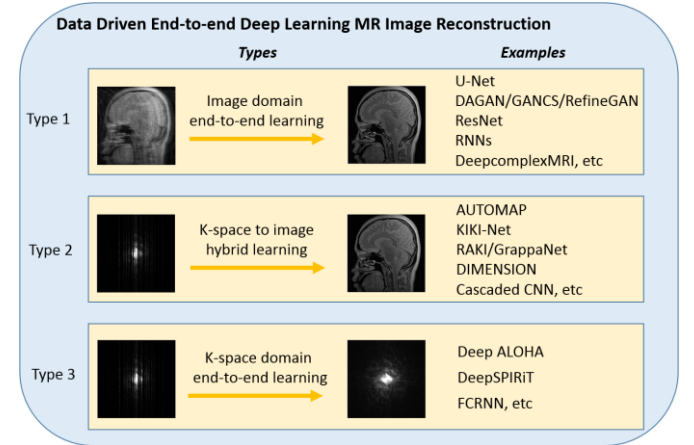 Data Driven End-to-end Deep Learning MR Image Reconstruction
Types
Examples
Type 1
Image domain
end-to-end learning
U-Net
DAGAN/GANCS/RefineGAN
ResNet
RNNs
DeepcomplexMRI, etc
Type 2
K-space to image
hybrid learning
AUTOMAP
KIKI-Net
RAKI/GrappaNet
DIMENSION
Cascaded CNN, etc
Type 3
K-space domain
end-to-end learning
Deep ALOHA
DeepSPIRiT
FCRNN, etc